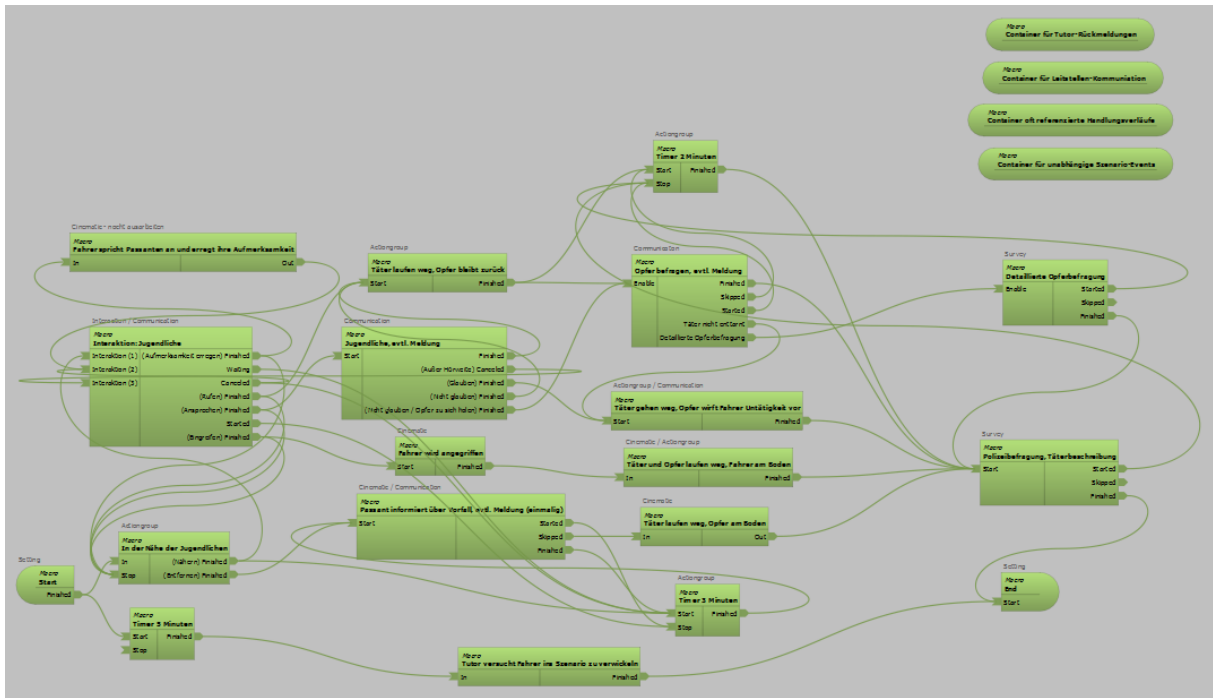 Macro
Container für Tutor-Rückmeldungen
Macro
Container für Leitstellen-Kommuniation
Macro
Container oft referenzierte Handlungsverläufe
Macro
Container für unabhängige Szenario-Events
Actiongroup
Macro
Timer 2 Minuten
Start Finished
Stop
Cinematic - nocht ausarbeiten
Macro
Fahrer spricht Passanten an und erregt ihre Aufmerksamkeit
In Out
Actiongroup
Macro
Täter laufen weg, Opfer bleibt zurück
Start Finished
Communication
Macro
Opfer befragen, evtl. Meldung
Enable Finished
Skipped
Started
Täter nicht entfernt
Detailierte Opferbefragung
Survey
Macro
Detaillierte Opferbefragung
Enable Started
Skipped
Finished
Interaktion / Communication
Macro
Interaktion: Jugendliche
Interaktion (1) (Aufmerksamkeit erregen) Finished
Interaktion (2) Waiting
Interaktion (3) Canceled
(Rufen) Finished
(Ansprechen) Finished
Started
(Eingreifen) Finished
Communication
Macro
Jugendliche, evtl. Meldung
Start Finished
(Außer Hörweite) Canceled
(Glauben) Finished
(Nicht glauben) Finished
(Nicht glauben / Opfer zu sich holen) Finished
Actiongroup / Communication
Macro
Täter gehen weg, Opfer wirft Fahrer Untätigkeit vor
Start Finished
Cinematic
Macro
Fahrer wird angegriffen
Start Finished
Cinematic / Actiongroup
Macro
Täter und Opfer laufen weg, Fahrer am Boden
In Finished
Survey
Macro
Polizeibefragung, Täterbeschreibung
Start Started
Skipped
Finished
Cinematic / Communication
Macro
Passant informiert über Vorfall, evtl. Meldung (einmalig)
Start Started
Skipped
Finished
Cinematic
Macro
Täter laufen weg, Opfer am Boden
In Out
Actiongroup
Macro
In der Nähe der Jugendlichen
In (Nähern) Finished
Stop (Entfernen) Finished
Setting
Macro
Start
Finished
Macro
Timer 5 Minuten
Start Finished
Stop
Actiongroup
Macro
Timer 3 Minuten
Start Finished
Stop
Setting
Macro
End
Start
Macro
Tutor versucht Fahrer ins Szenario zu verwickeln
In Finished